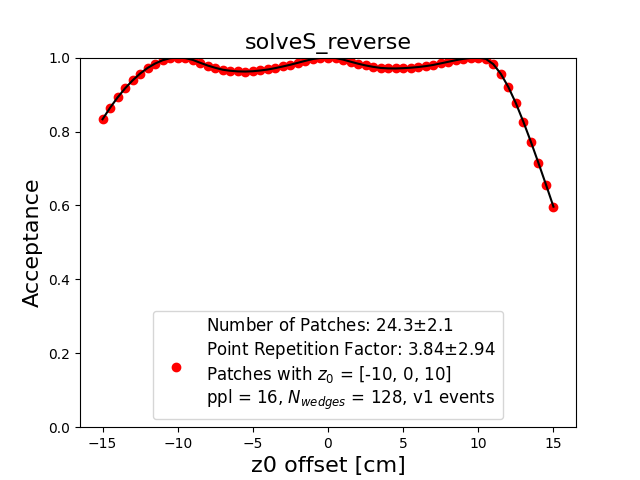 solveS_reverse
Acceptance
1.0
0.8
0.6
0.4
0.2
0.0
Number of Patches: 24.3±2.1
Point Repetition Factor: 3.84±2.94
Patches with z₀ = [-10, 0, 10]
ppl = 16, N_wedges = 128, v1 events
−15 −10 −5 0 5 10 15
z0 offset [cm]